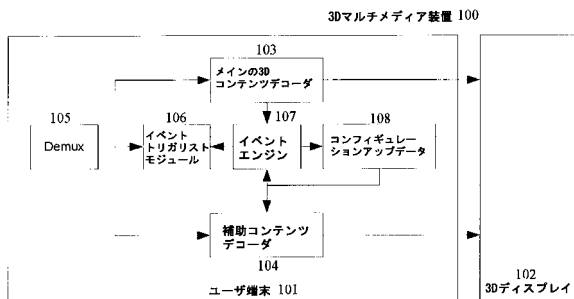 3Dマルチメディア装置 100
103
メインの3D
コンテンツデコーダ
105
Demux
106
イベント
トリガリスト
モジュール
107
イベント
エンジン
108
コンフィギュレー
ションアップデータ
補助コンテンツ
デコーダ
104
ユーザ端末 101
102
3Dディスプレイ